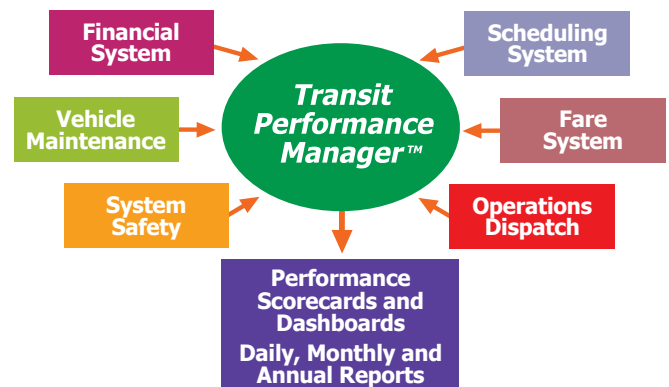 Financial
System
Scheduling
System
Transit
Performance
Manager™
Vehicle
Maintenance
Fare
System
System
Safety
Operations
Dispatch
Performance
Scorecards and
Dashboards
Daily, Monthly and
Annual Reports